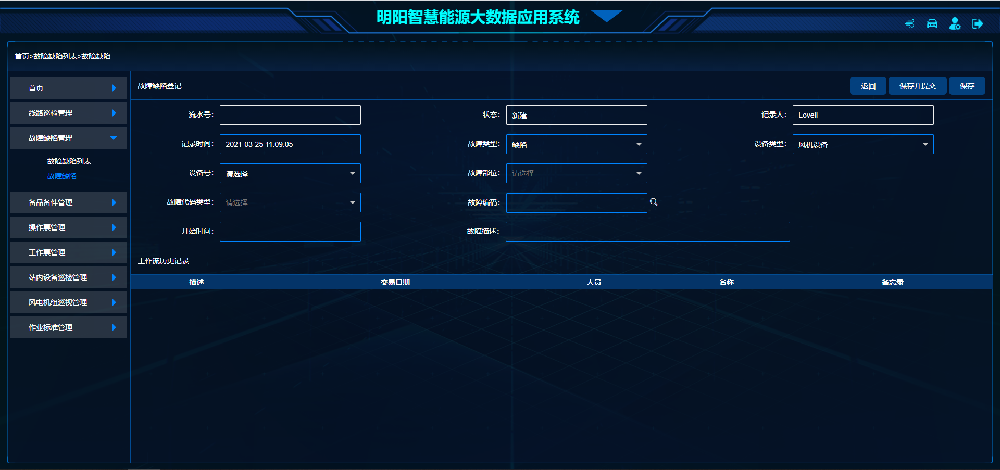 明阳智慧能源大数据应用系统
首页>故障缺陷列表>故障缺陷
首页
线路巡检管理
故障缺陷管理
故障缺陷列表
故障缺陷
备品备件管理
操作票管理
工作票管理
站内设备巡检管理
风电机组巡视管理
作业标准管理
故障缺陷登记
返回 保存并提交 保存
流水号: 状态: 新建 记录人: Lovell
记录时间: 2021-03-25 11:09:05 故障类型: 缺陷 设备类型: 风机设备
设备号: 请选择 故障部位: 请选择
故障代码类型: 请选择 故障编码:
开始时间: 故障描述:
工作流历史记录
描述 交易日期 人员 名称 备忘录